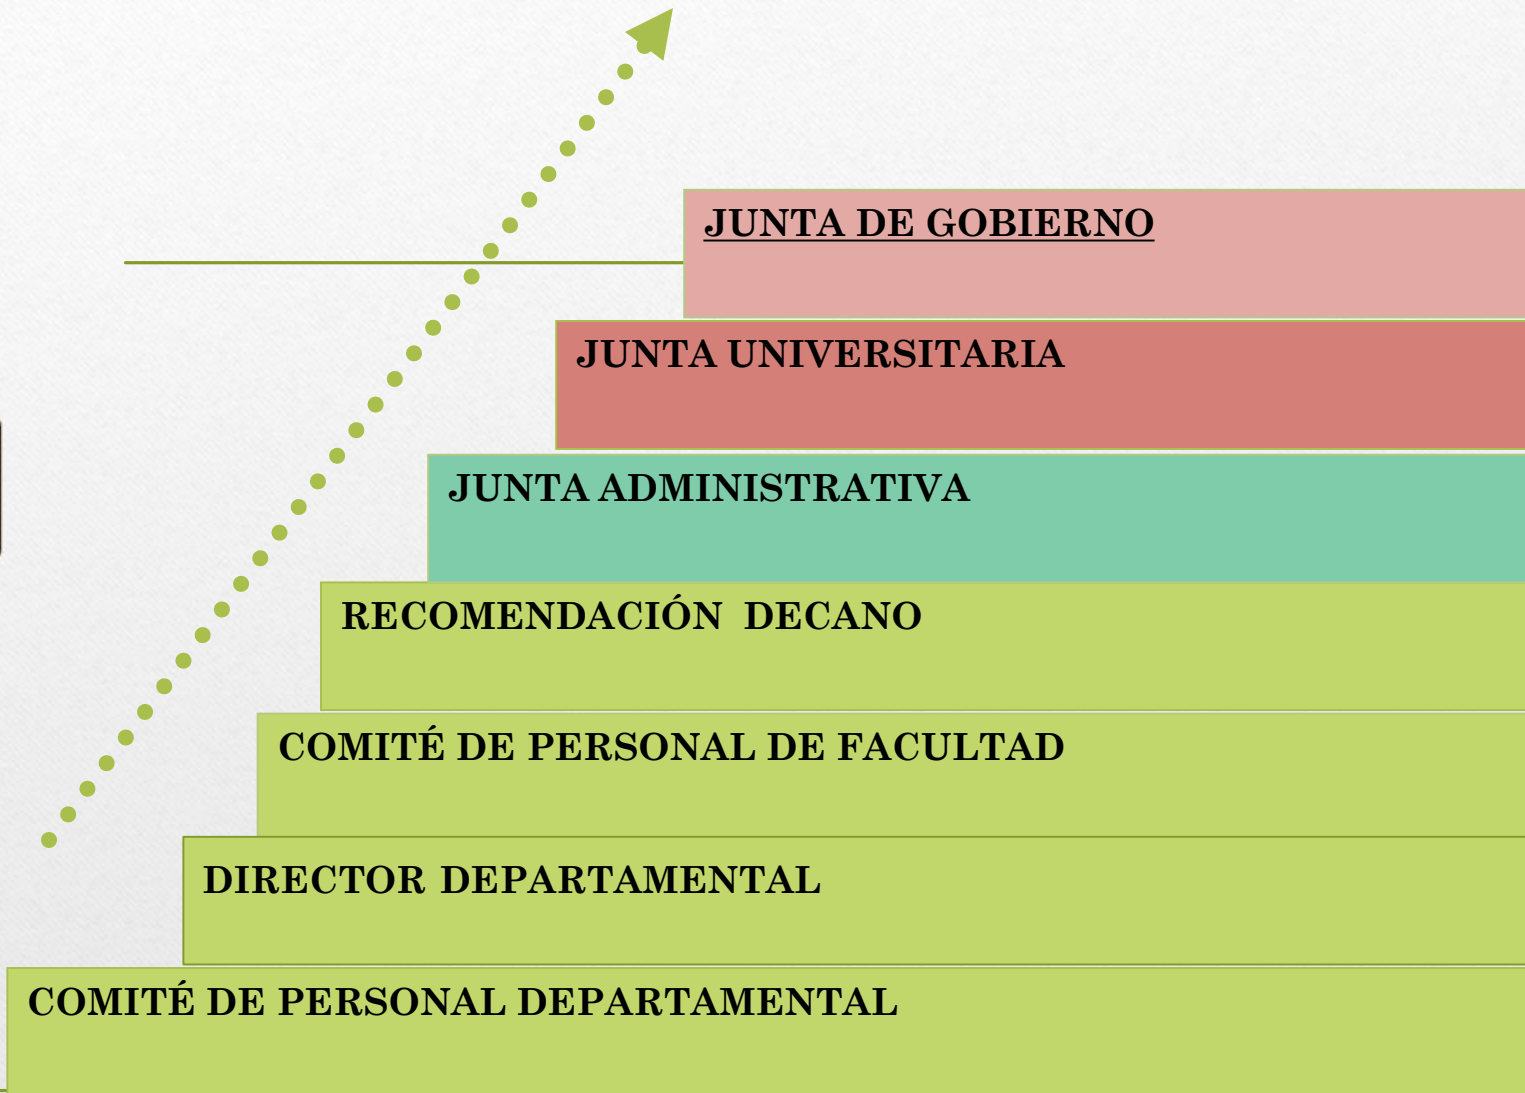 JUNTA DE GOBIERNO
JUNTA UNIVERSITARIA
JUNTA ADMINISTRATIVA
RECOMENDACIÓN DECANO
COMITÉ DE PERSONAL DE FACULTAD
DIRECTOR DEPARTAMENTAL
COMITÉ DE PERSONAL DEPARTAMENTAL